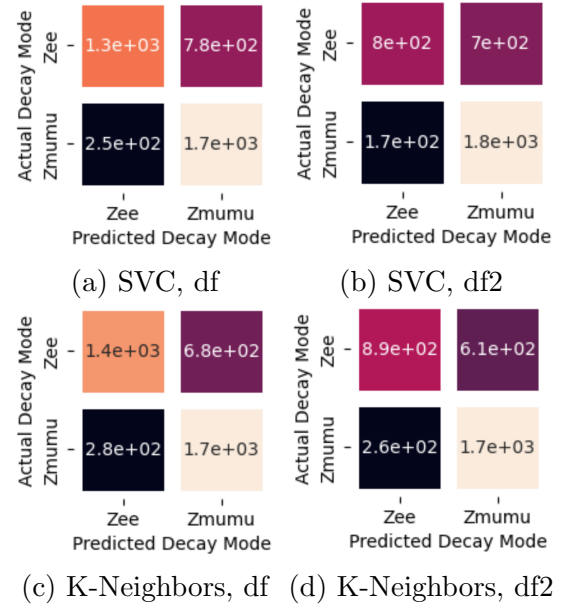 Actual Decay Mode
Zee
Zmumu
1.3e+03 7.8e+02
2.5e+02 1.7e+03
Zee Zmumu
Predicted Decay Mode
(a) SVC, df
Actual Decay Mode
Zee
Zmumu
8e+02 7e+02
1.7e+02 1.8e+03
Zee Zmumu
Predicted Decay Mode
(b) SVC, df2
Actual Decay Mode
Zee
Zmumu
1.4e+03 6.8e+02
2.8e+02 1.7e+03
Zee Zmumu
Predicted Decay Mode
(c) K-Neighbors, df
Actual Decay Mode
Zee
Zmumu
8.9e+02 6.1e+02
2.6e+02 1.7e+03
Zee Zmumu
Predicted Decay Mode
(d) K-Neighbors, df2